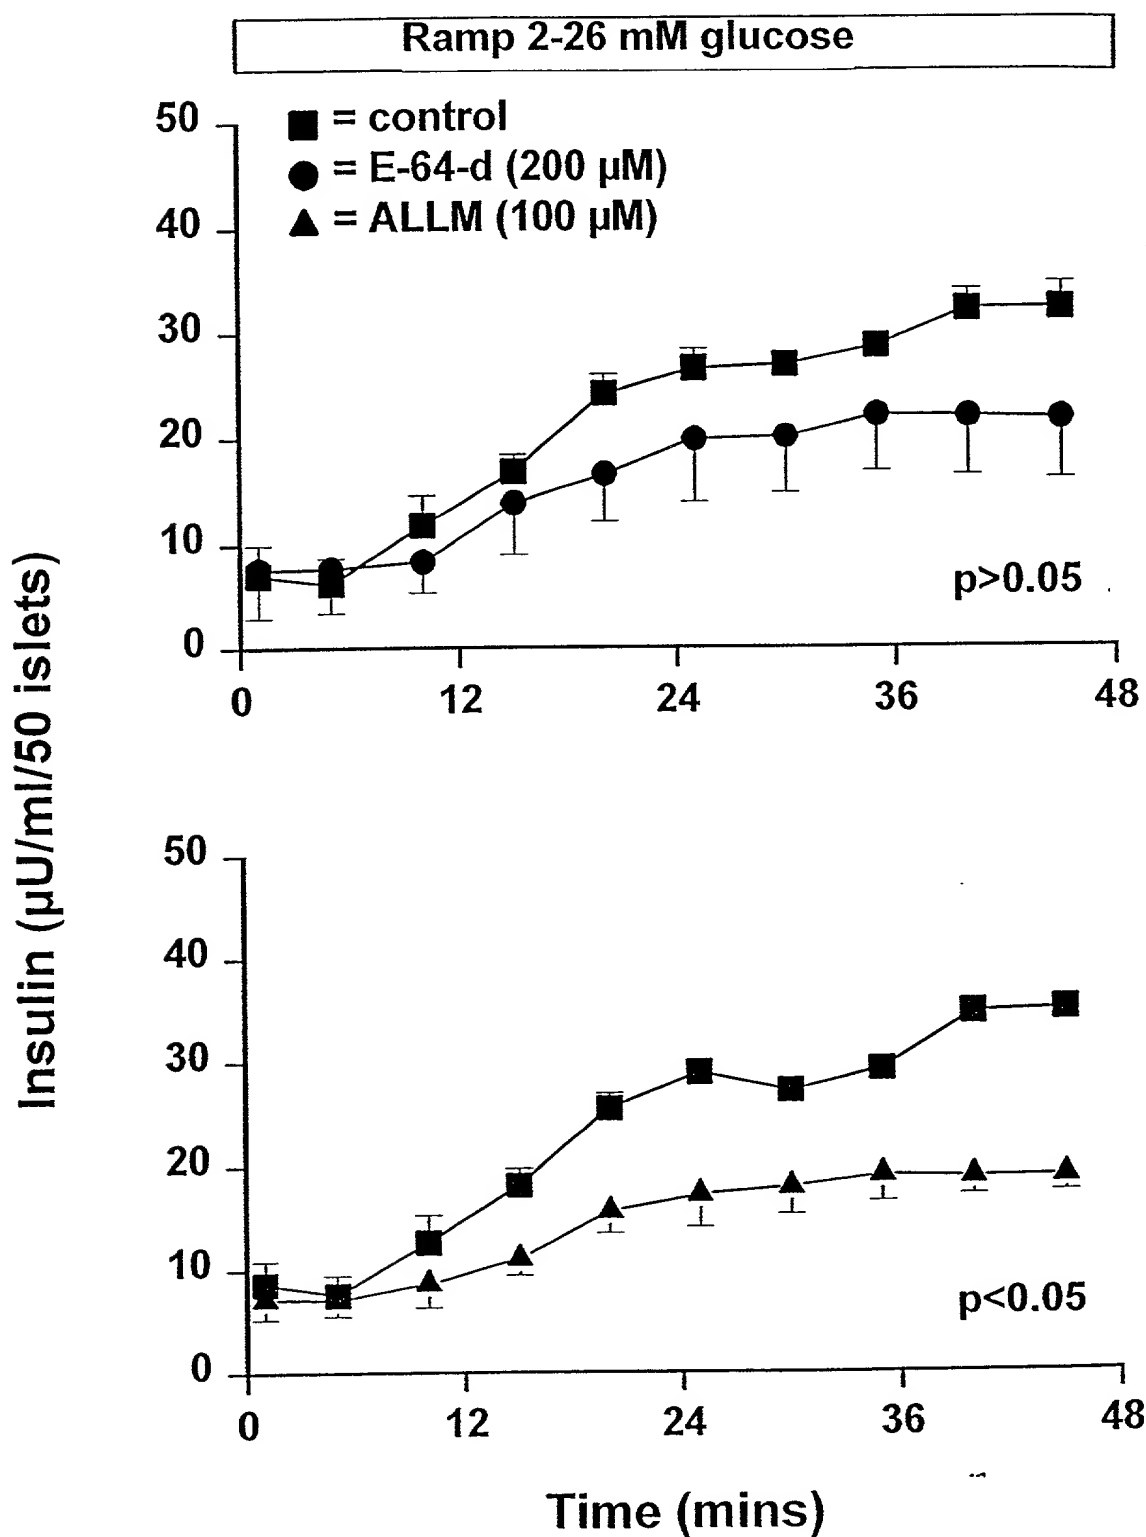 Ramp 2-26 mM glucose
50
= control
= E-64-d (200 µM)
40
= ALLM (100 µM)
30
20
10
p>0.05
0
0 12 24 36 48
Insulin (µU/ml/50 islets)
50
40
30
20
10
p<0.05
0
0 12 24 36 48
Time (mins)